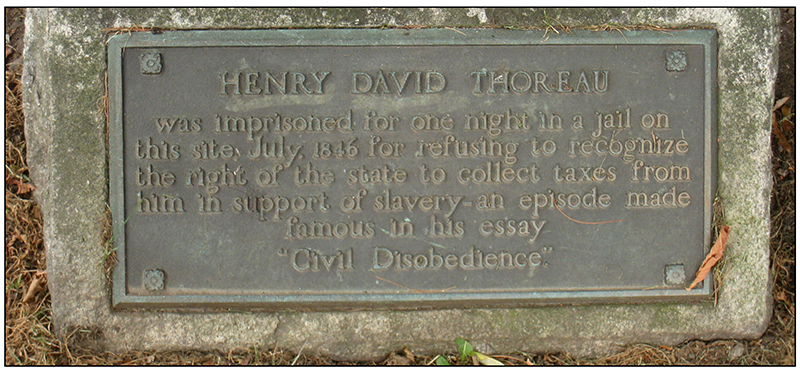 HENRY DAVID THOREAU
was imprisoned for one night in a jail on
this site, July, 1846 for refusing to recognize
the right of the state to collect taxes from
him in support of slavery-an episode made
famous in his essay
"Civil Disobedience".